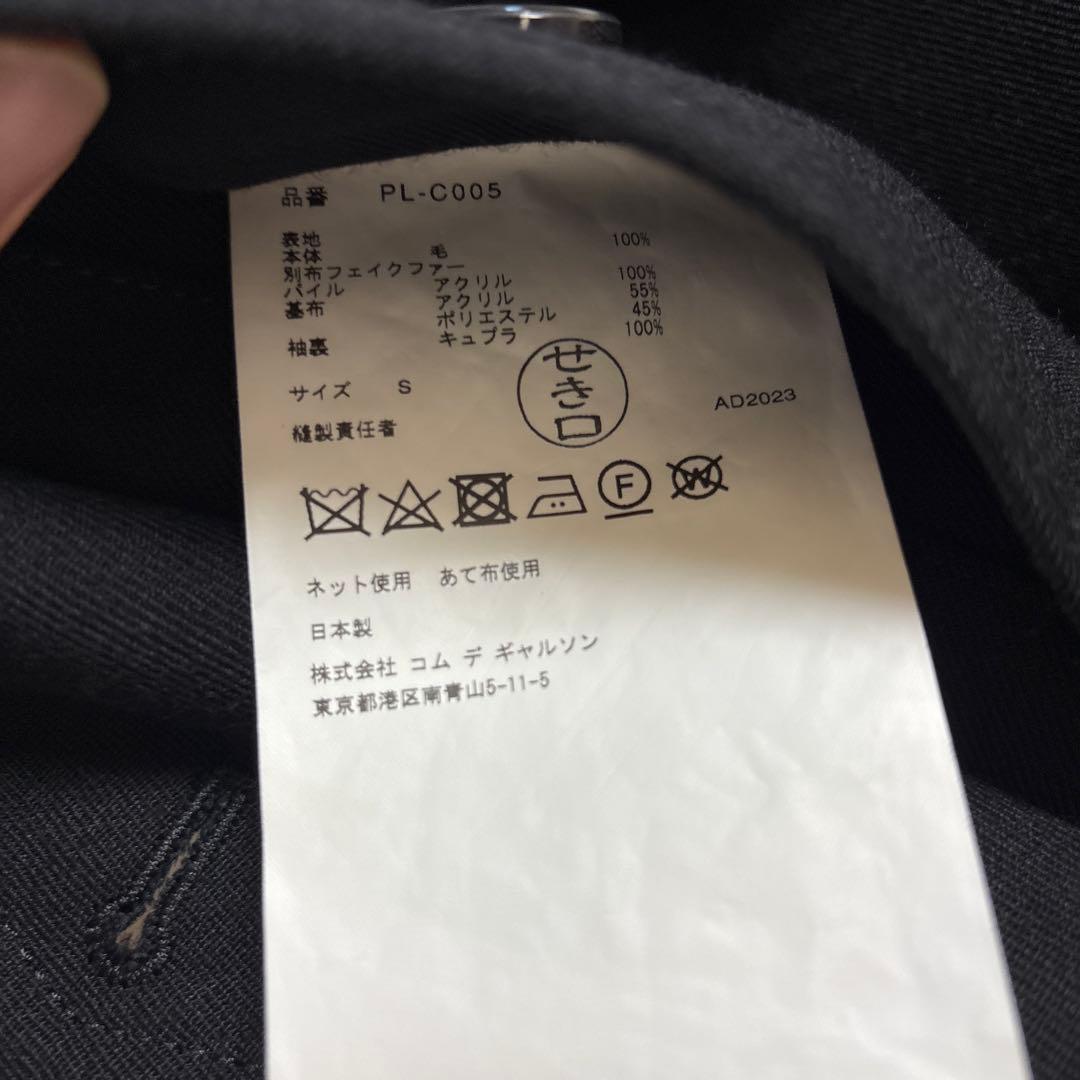 品番 PL-C005
表地
本体 毛 100%
別布フェイクファー
パイル アクリル 100%
基布 アクリル 55%
ポリエステル 45%
袖裏 キュプラ 100%
サイズ S
縫製責任者 せき口
AD2023
F W
ネット使用 あて布使用
日本製
株式会社 コム デ ギャルソン
東京都港区南青山5-11-5